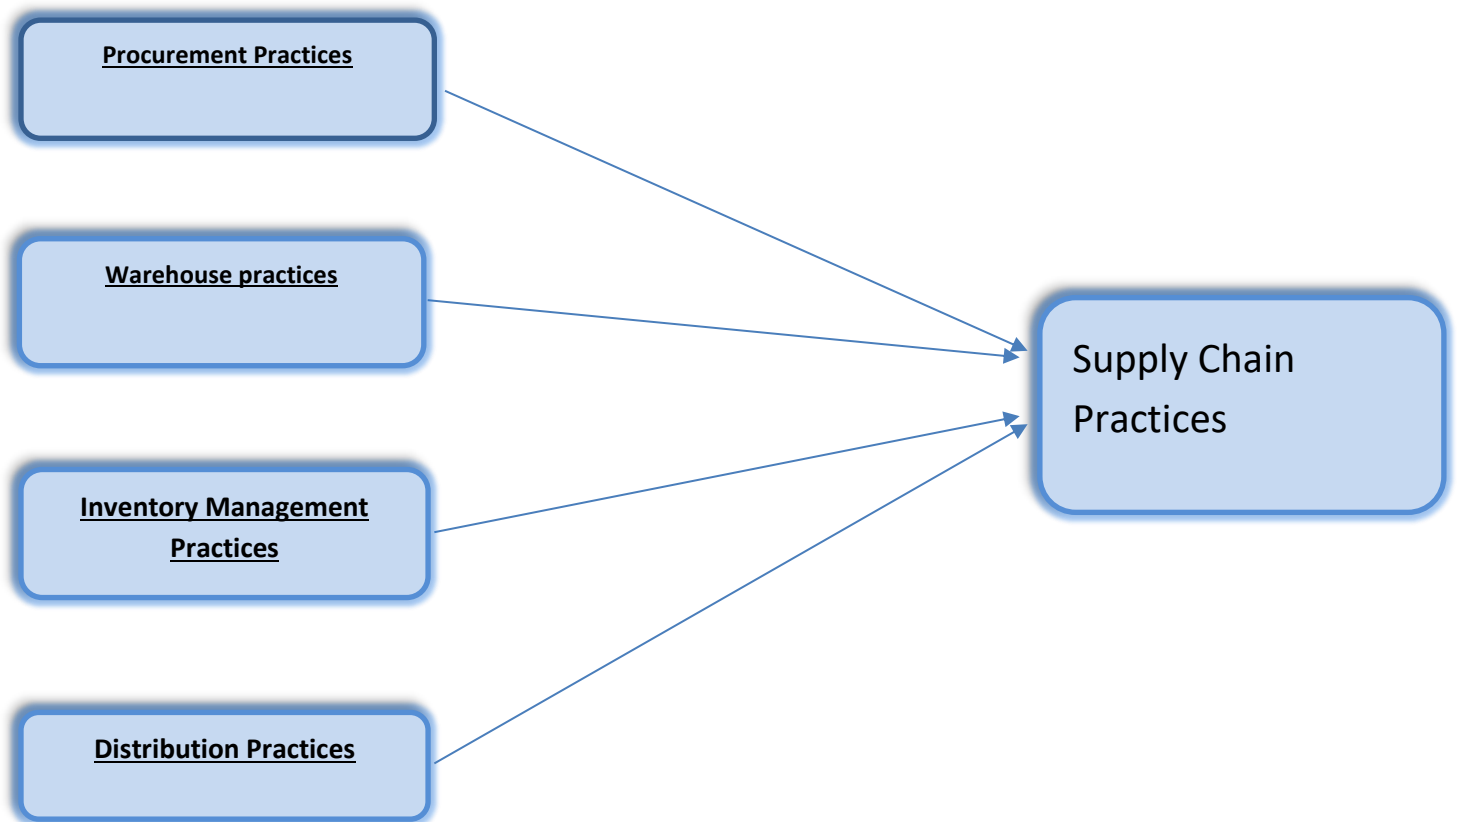 Procurement Practices
Warehouse practices
Supply Chain
Practices
Inventory Management
Practices
Distribution Practices